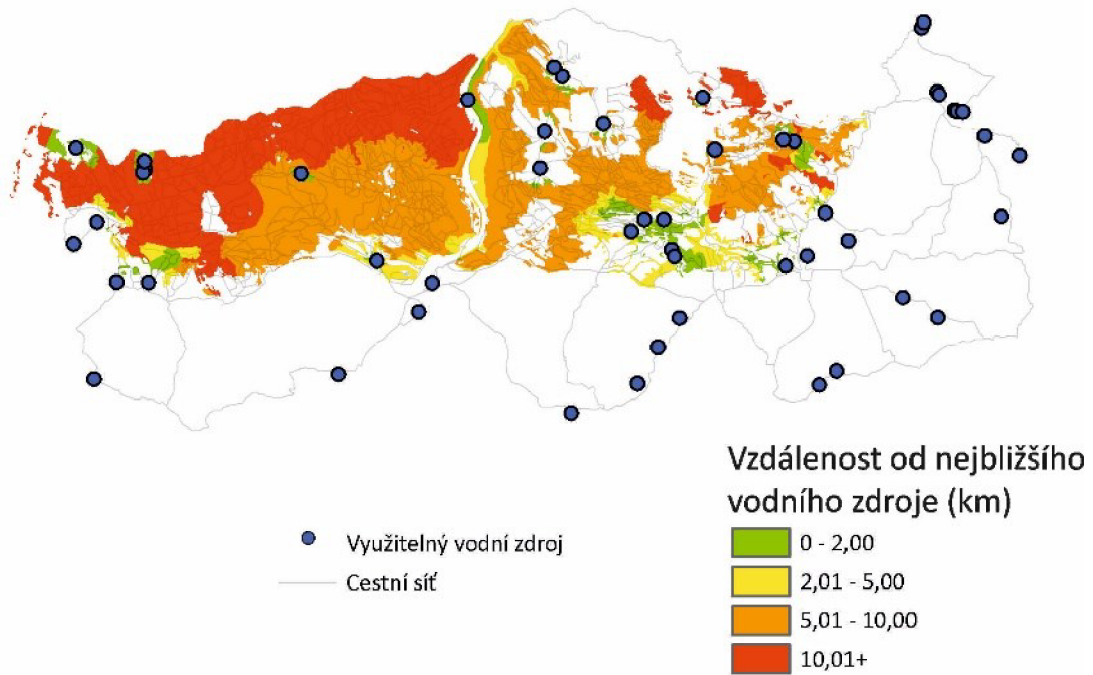 Vzdálenost od nejbližšího
vodního zdroje (km)
Využitelný vodní zdroj
Cestní síť
0 - 2,00
2,01 - 5,00
5,01 - 10,00
10,01+